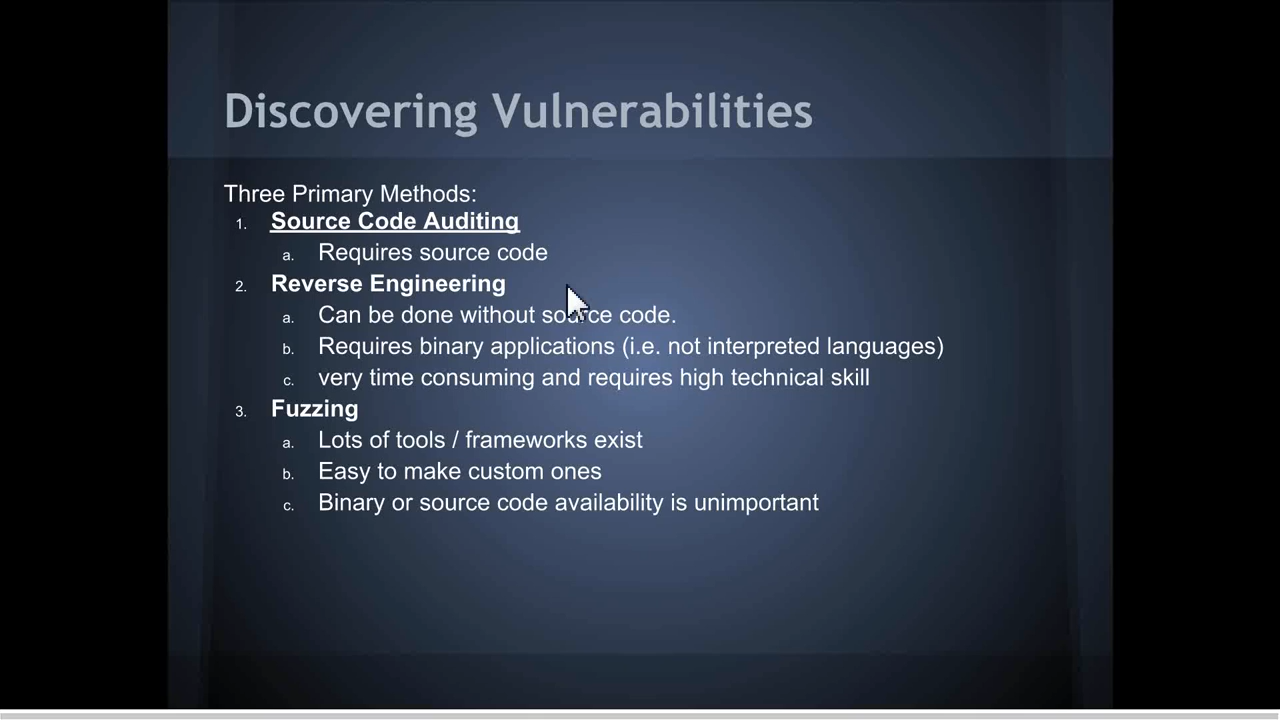 Discovering Vulnerabilities
Three Primary Methods:
1. Source Code Auditing
a. Requires source code
2. Reverse Engineering
a. Can be done without source code.
b. Requires binary applications (i.e. not interpreted languages)
c. very time consuming and requires high technical skill
3. Fuzzing
a. Lots of tools / frameworks exist
b. Easy to make custom ones
c. Binary or source code availability is unimportant